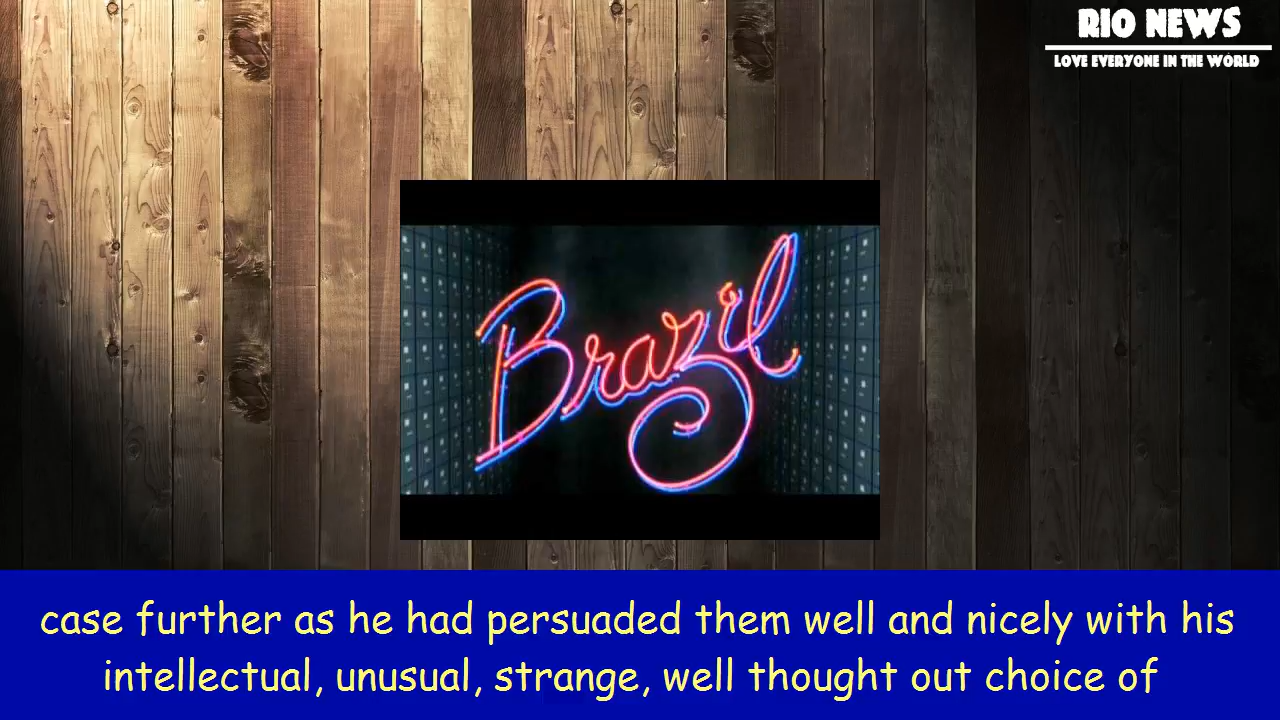 RIO NEWS
LOVE EVERYONE IN THE WORLD
Brazil
case further as he had persuaded them well and nicely with his
intellectual, unusual, strange, well thought out choice of